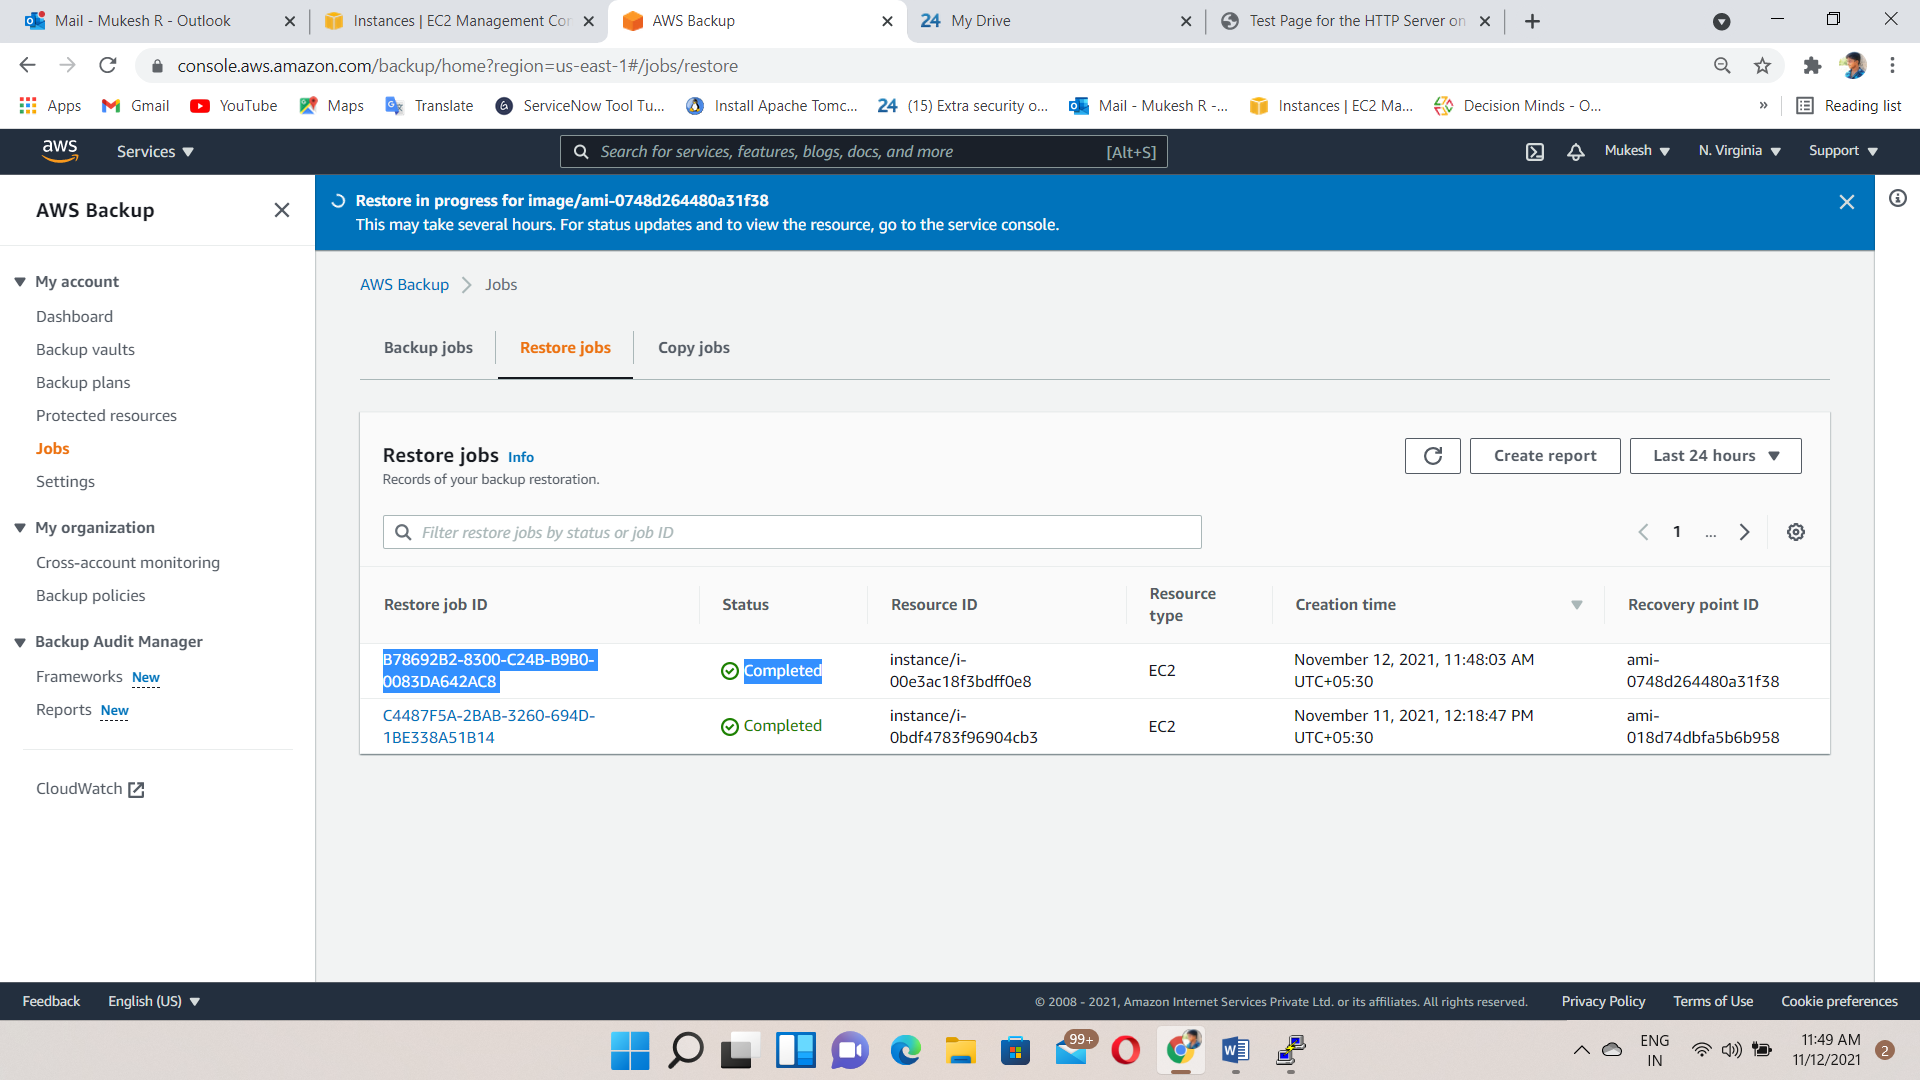 Mail - Mukesh R - Outlook
Instances | EC2 Management Con
AWS Backup
24 My Drive
Test Page for the HTTP Server on
console.aws.amazon.com/backup/home?region=us-east-1#/jobs/restore
Apps
Gmail
YouTube
Maps
Translate
ServiceNow Tool Tu...
Install Apache Tomc...
24 (15) Extra security o...
Mail - Mukesh R -...
Instances | EC2 Ma...
Decision Minds - O...
»
Reading list
aws
Services
Search for services, features, blogs, docs, and more [Alt+S]
Mukesh
N. Virginia
Support
AWS Backup
Restore in progress for image/ami-0748d264480a31f38
This may take several hours. For status updates and to view the resource, go to the service console.
My account
Dashboard
Backup vaults
Backup plans
Protected resources
Jobs
Settings
My organization
Cross-account monitoring
Backup policies
Backup Audit Manager
Frameworks New
Reports New
CloudWatch
AWS Backup > Jobs
Backup jobs
Restore jobs
Copy jobs
Restore jobs Info
Records of your backup restoration.
Create report
Last 24 hours
Filter restore jobs by status or job ID
1 ...
Restore job ID
Status
Resource ID
Resource
type
Creation time
Recovery point ID
B78692B2-8300-C24B-B9B0-
0083DA642AC8
Completed
instance/i-
00e3ac18f3bdff0e8
EC2
November 12, 2021, 11:48:03 AM
UTC+05:30
ami-
0748d264480a31f38
C4487F5A-2BAB-3260-694D-
1BE338A51B14
Completed
instance/i-
0bdf4783f96904cb3
EC2
November 11, 2021, 12:18:47 PM
UTC+05:30
ami-
018d74dbfa5b6b958
Feedback
English (US)
© 2008 - 2021, Amazon Internet Services Private Ltd. or its affiliates. All rights reserved.
Privacy Policy
Terms of Use
Cookie preferences
99+
ENG
IN
11:49 AM
11/12/2021
2